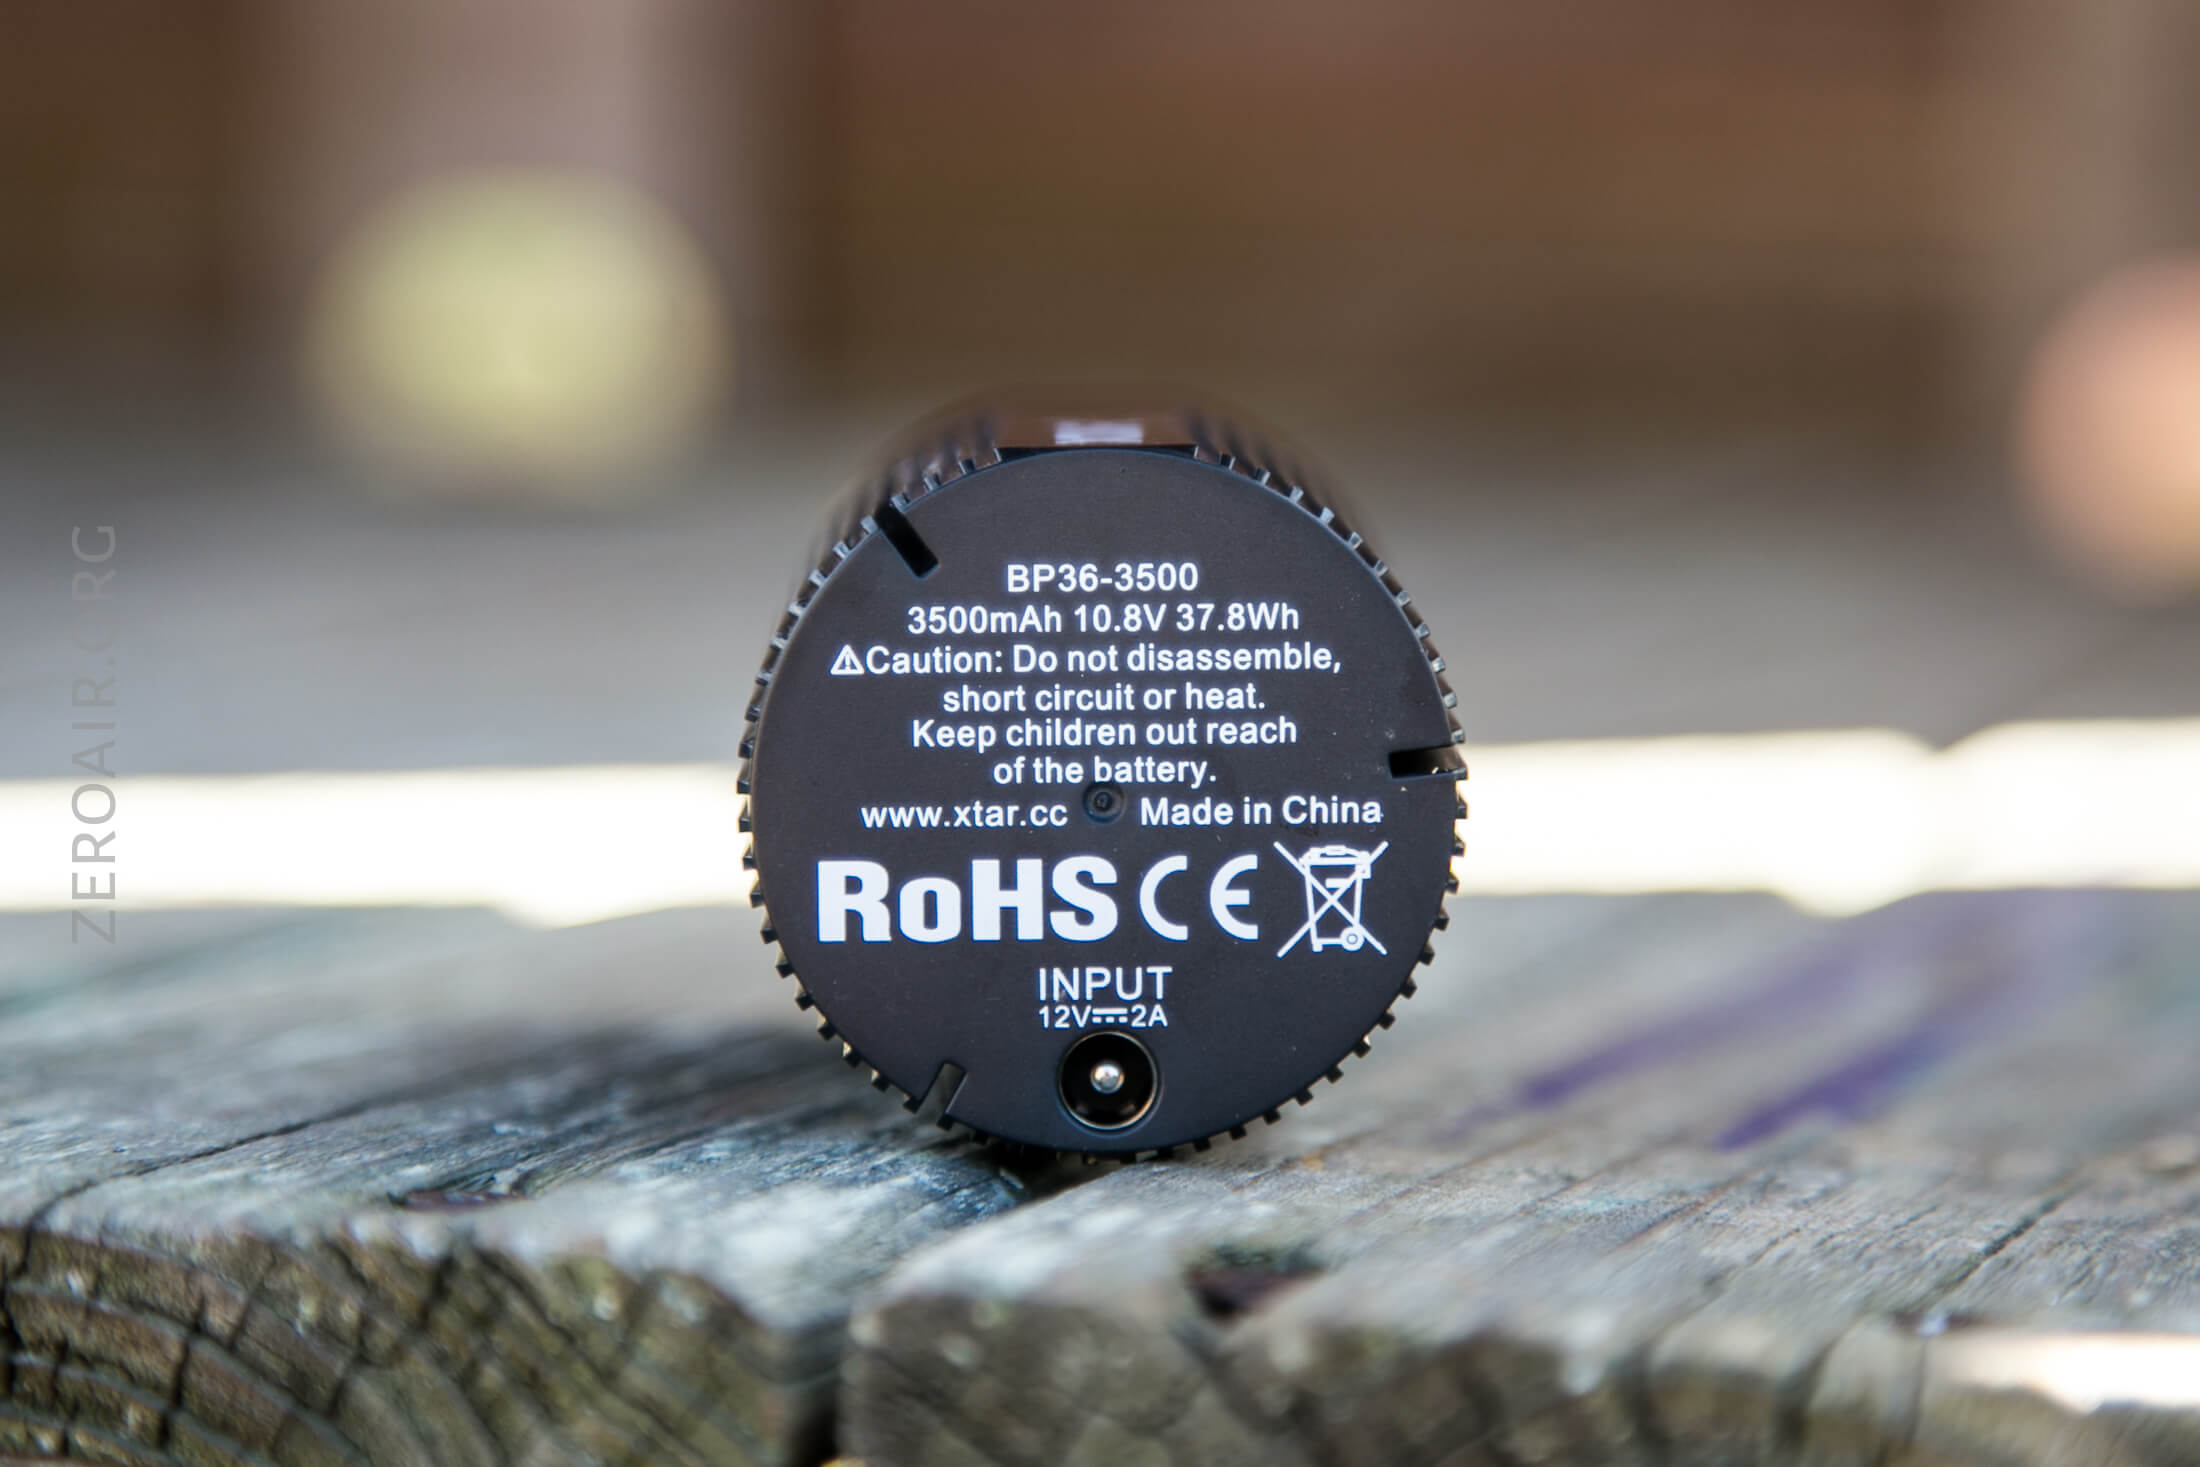 BP36-3500
3500mAh 10.8V 37.8Wh
⚠Caution: Do not disassemble,
short circuit or heat.
Keep children out reach
of the battery.
www.xtar.cc Made in China
RoHS CE
INPUT
12V⎓2A
ZEROAIR.ORG